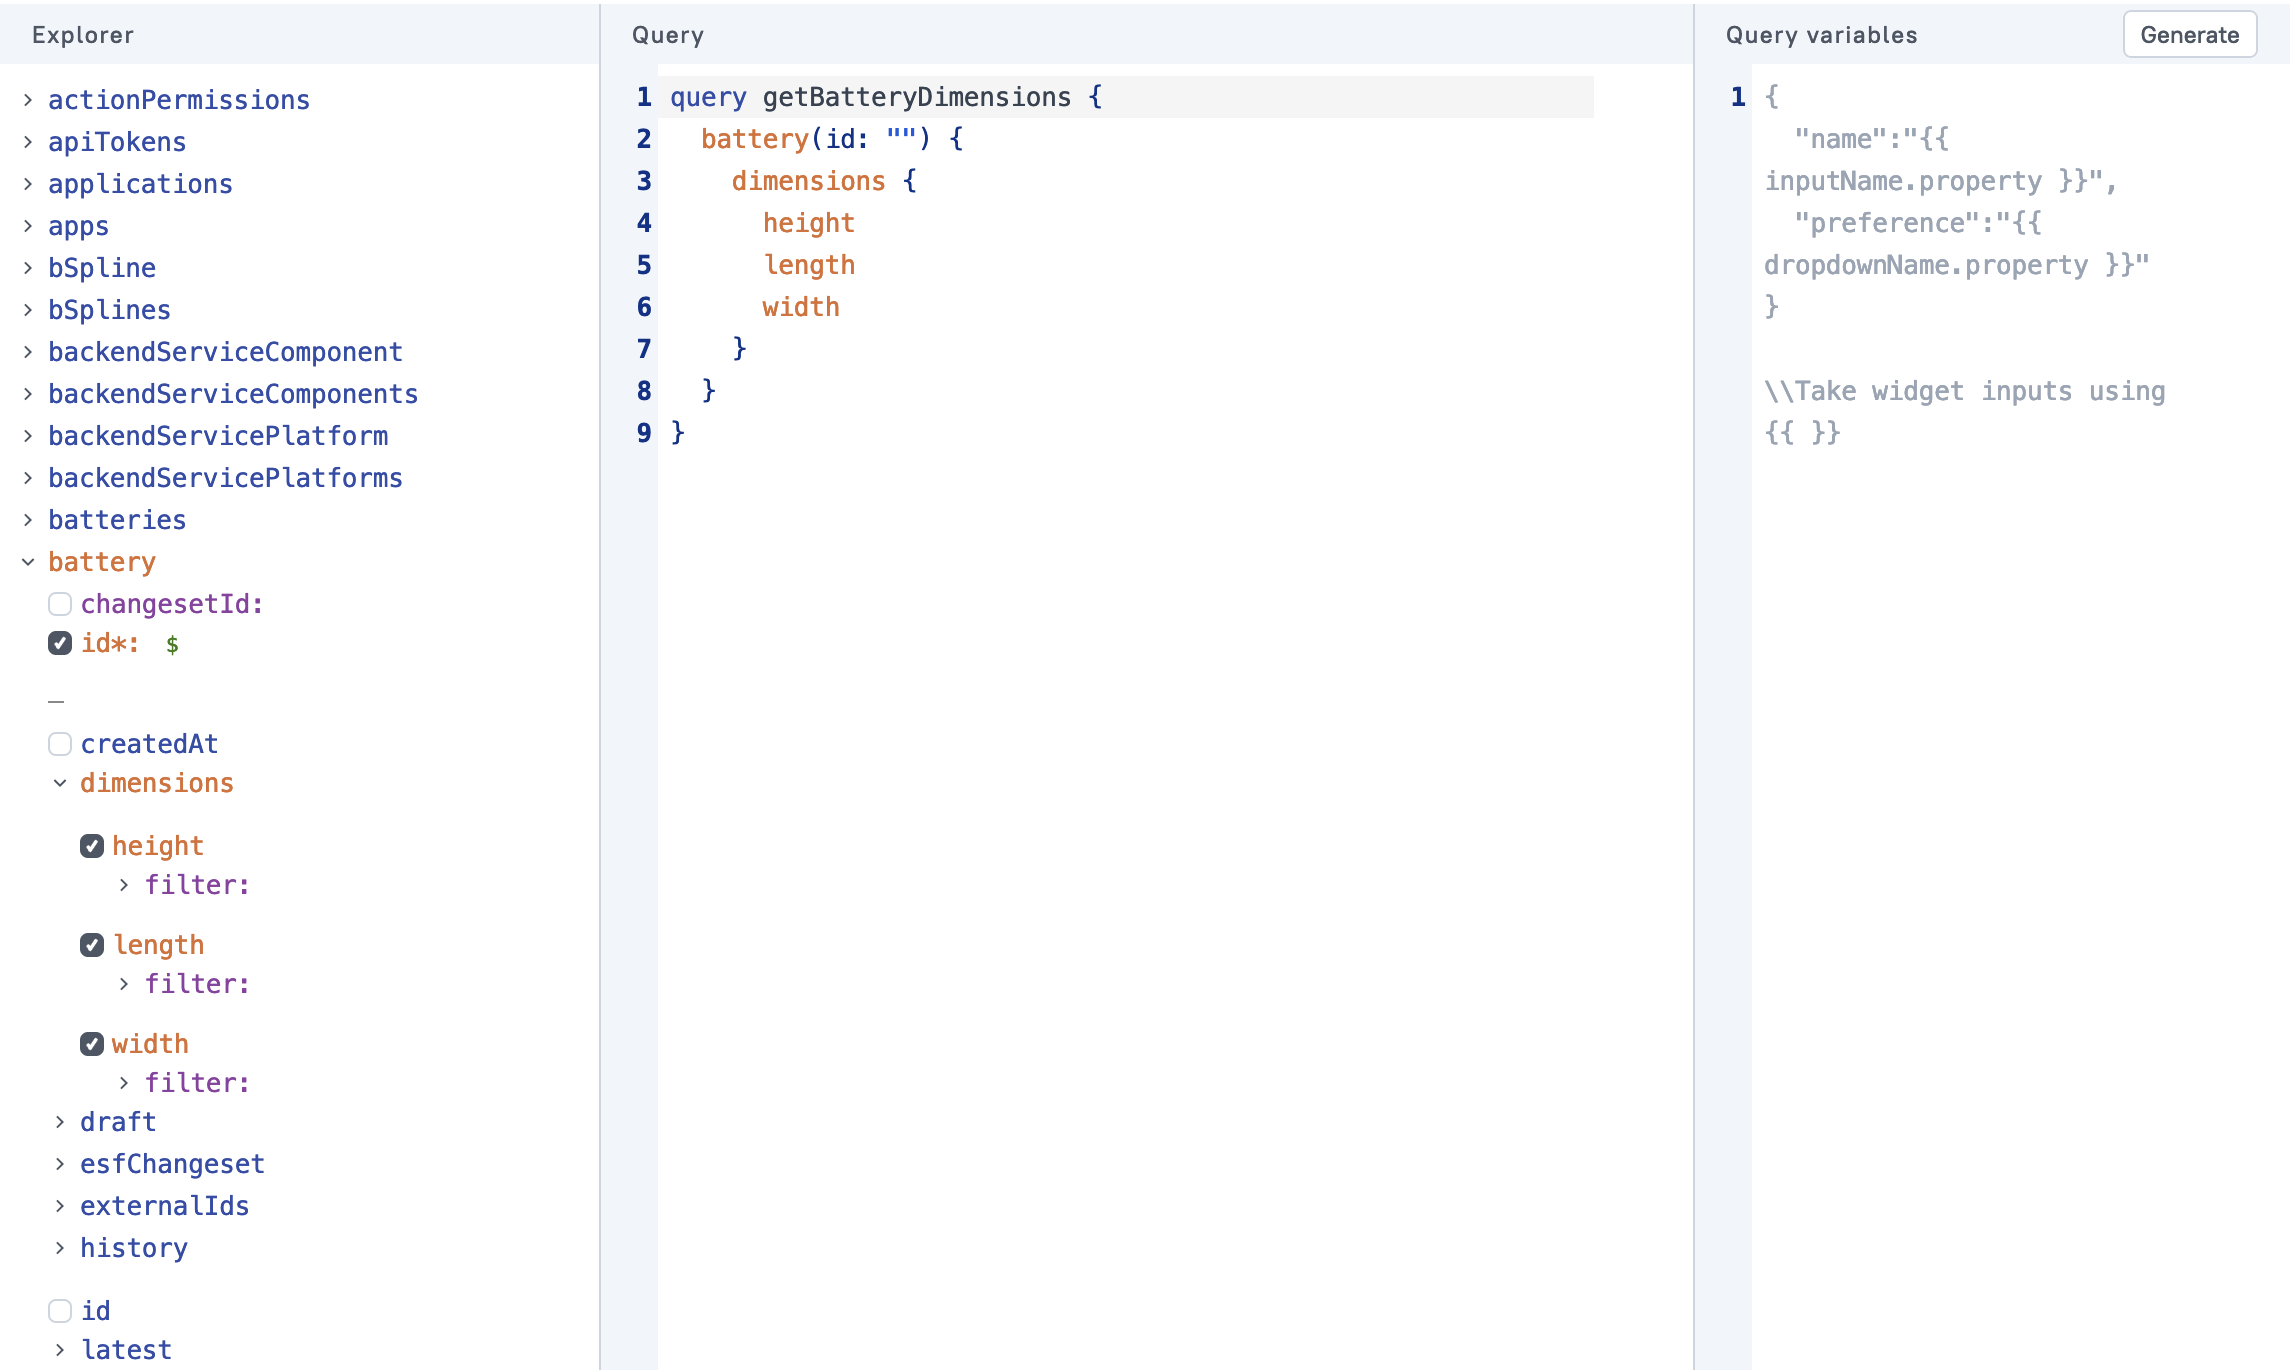 Explorer
actionPermissions
apiTokens
applications
apps
bSpline
bSplines
backendServiceComponent
backendServiceComponents
backendServicePlatform
backendServicePlatforms
batteries
battery
changesetId:
id*: $
createdAt
dimensions
height
filter:
length
filter:
width
filter:
draft
esfChangeset
externalIds
history
id
latest
Query
1 query getBatteryDimensions {
2 battery(id: "") {
3 dimensions {
4 height
5 length
6 width
7 }
8 }
9 }
Query variables
Generate
1 {
"name":"{{
inputName.property }}",
"preference":"{{
dropdownName.property }}"
}
\\Take widget inputs using
{{ }}